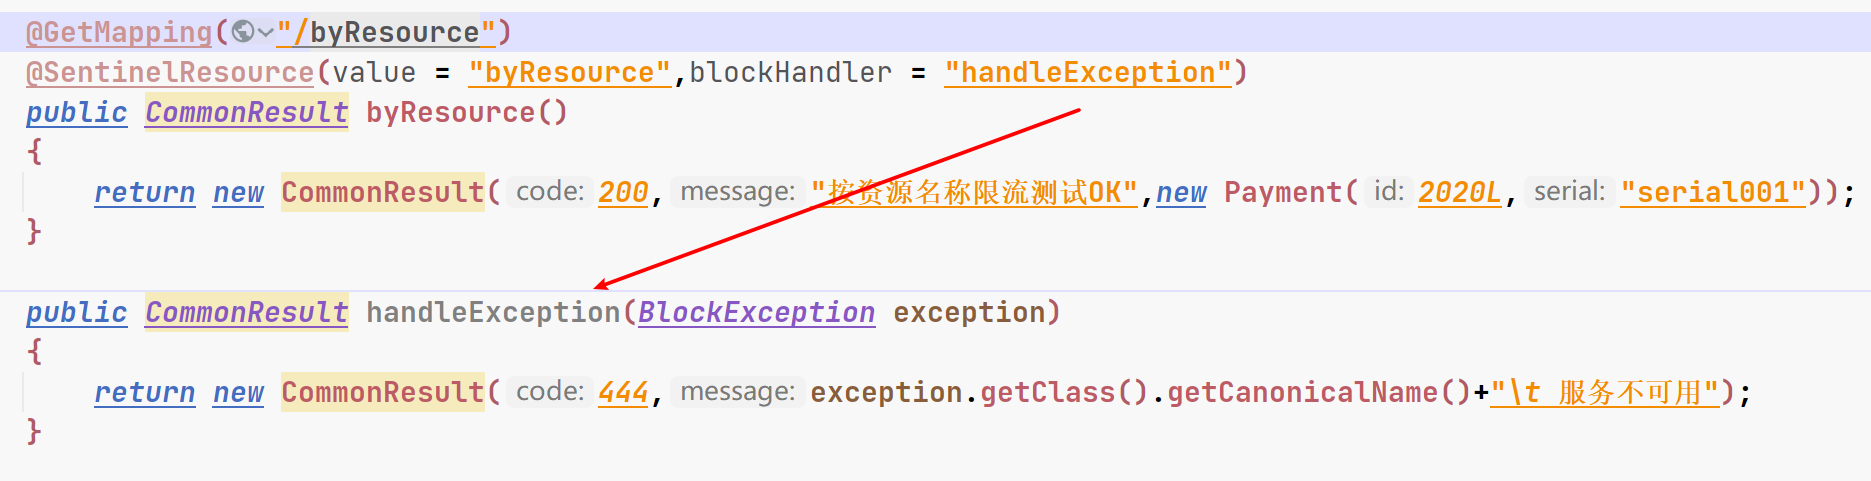 @GetMapping("/byResource")
@SentinelResource(value = "byResource",blockHandler = "handleException")
public CommonResult byResource()
{
return new CommonResult( code: 200, message: "按资源名称限流测试OK",new Payment( id: 2020L, serial: "serial001"));
}
public CommonResult handleException(BlockException exception)
{
return new CommonResult( code: 444, message: exception.getClass().getCanonicalName()+"\t 服务不可用");
}